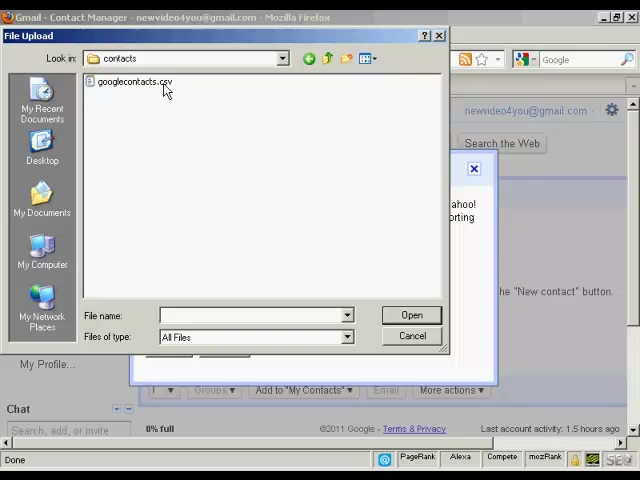 Gmail - Contact Manager - newvideo4you@gmail.com - Mozilla Firefox
File Upload
Look in:
contacts
Google
googlecontacts.csv
My Recent
Documents
newvideo4you@gmail.com
Search the Web
Desktop
ahoo!
My Documents
orting
My Computer
the "New contact" button.
My Network
Places
File name:
Open
Files of type:
All Files
Cancel
My Profile...
Groups
Add to "My Contacts"
Email
More actions
Chat
Search, add, or invite
0% full
©2011 Google - Terms & Privacy
Last account activity: 1.5 hours
Done
PageRank
Alexa
Compete
mozRank
SEO